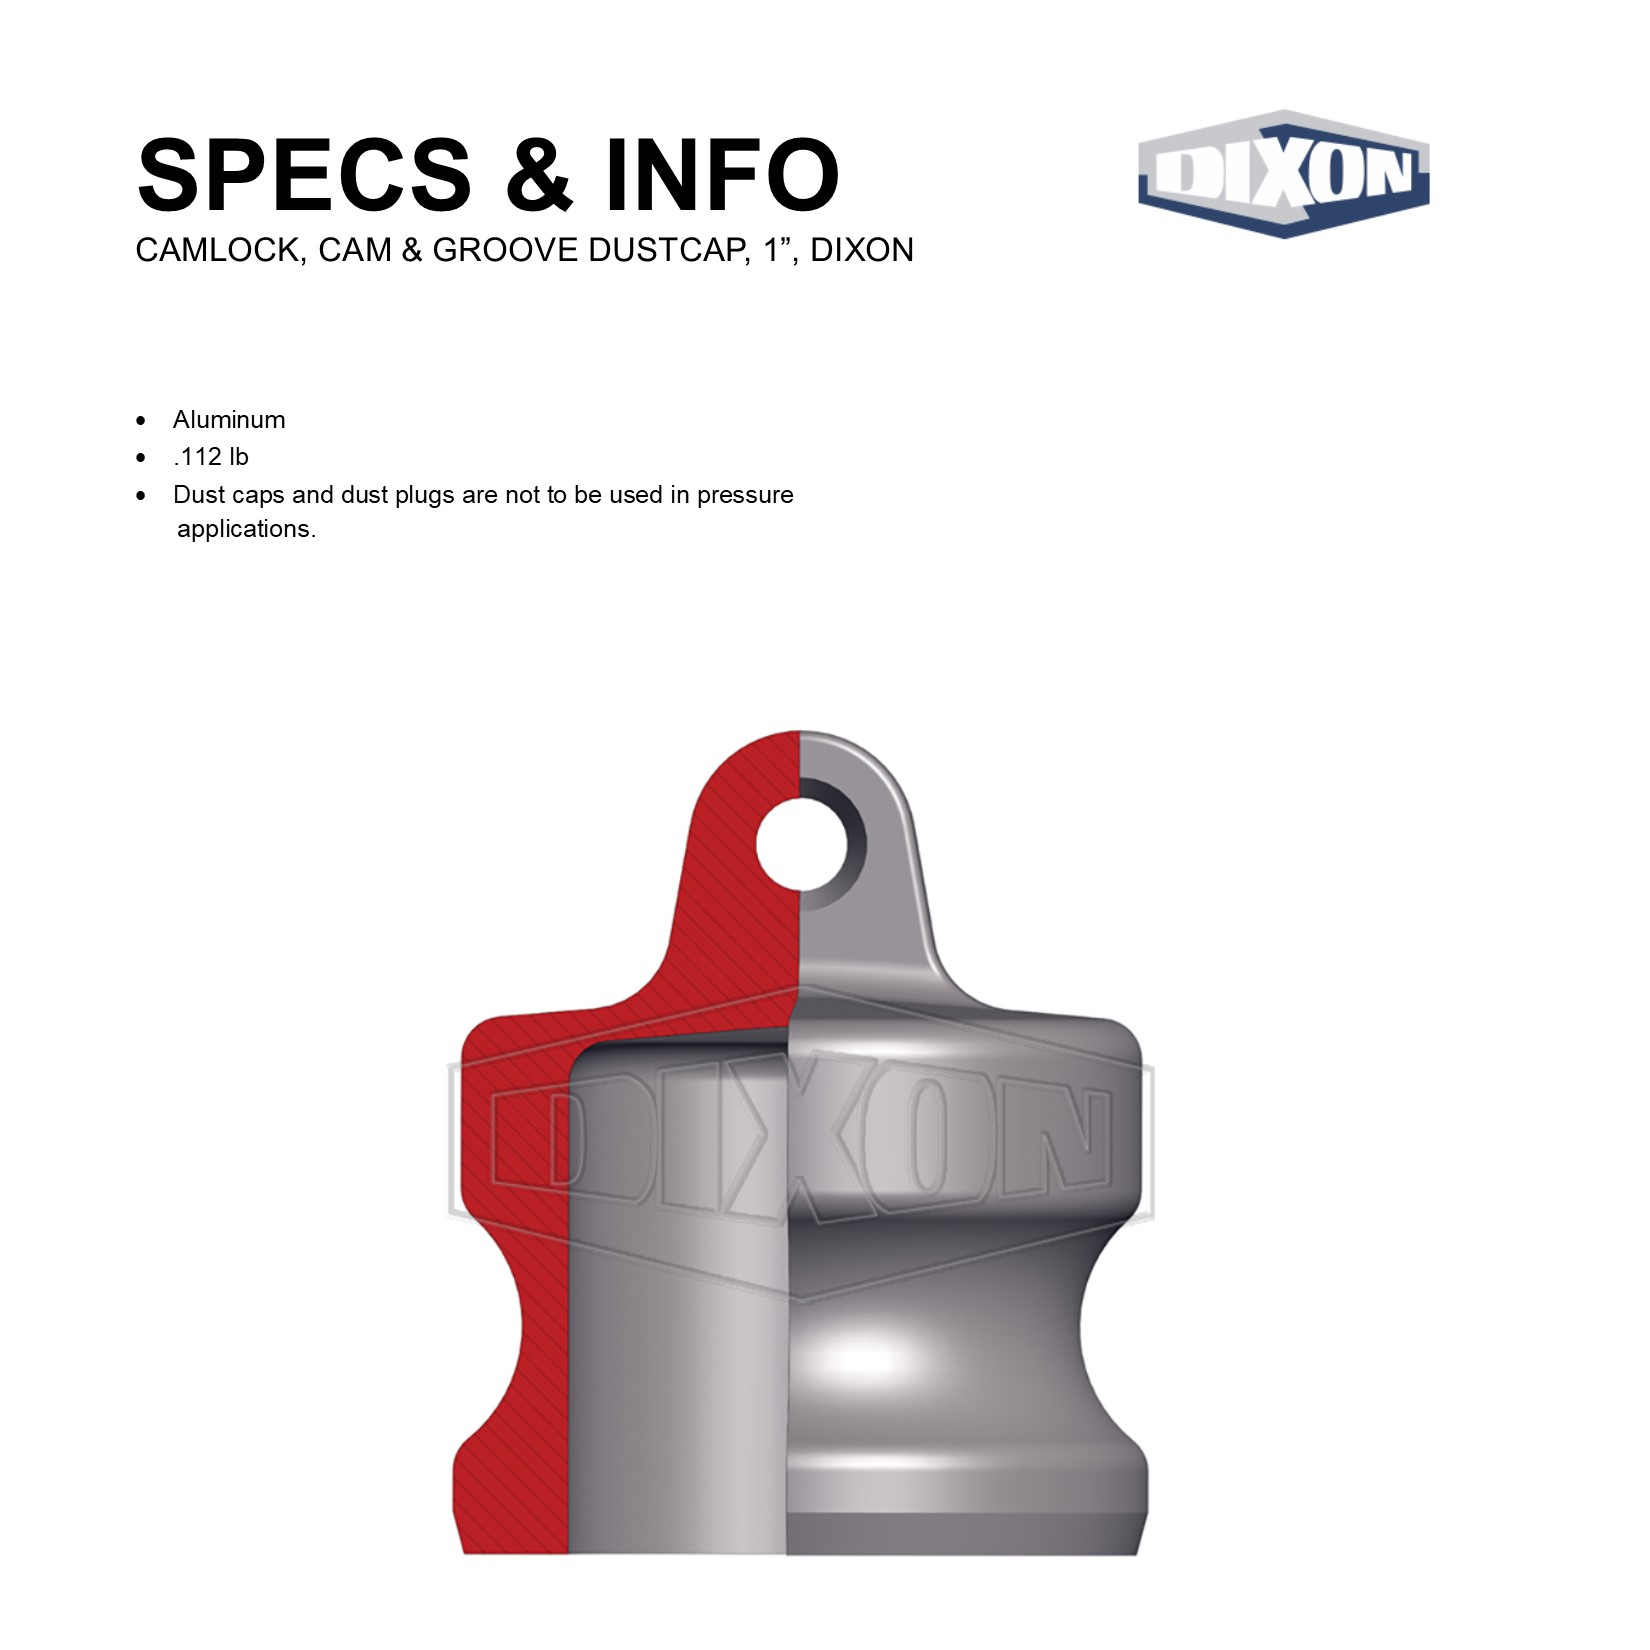 SPECS & INFO
DIXON
CAMLOCK, CAM & GROOVE DUSTCAP, 1”, DIXON
• Aluminum
• .112 lb
• Dust caps and dust plugs are not to be used in pressure
applications.
DIXON